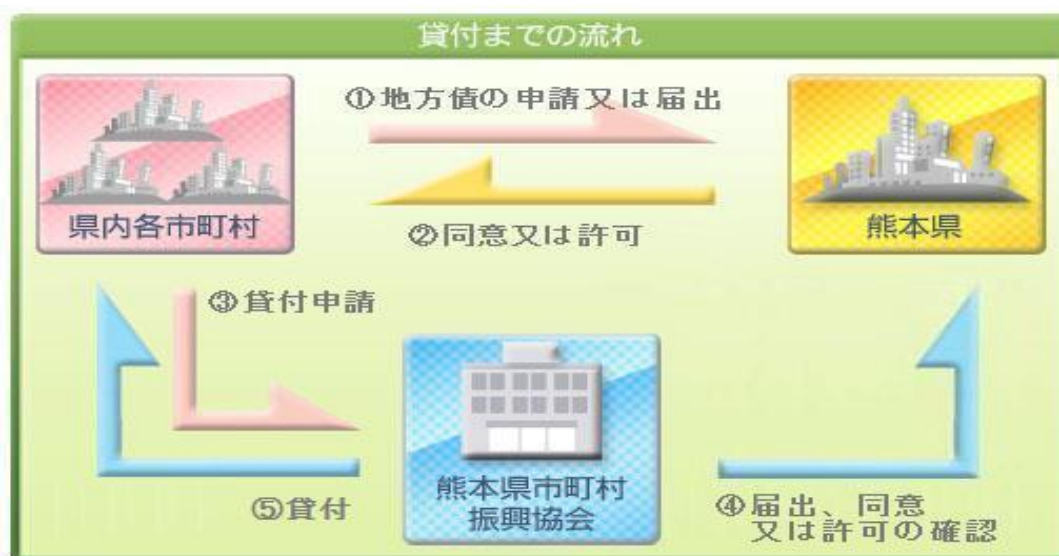 貸付までの流れ
①地方債の申請又は届出
県内各市町村
熊本県
②同意又は許可
③貸付申請
熊本県市町村
振興協会
⑤貸付
④届出、同意
又は許可の確認